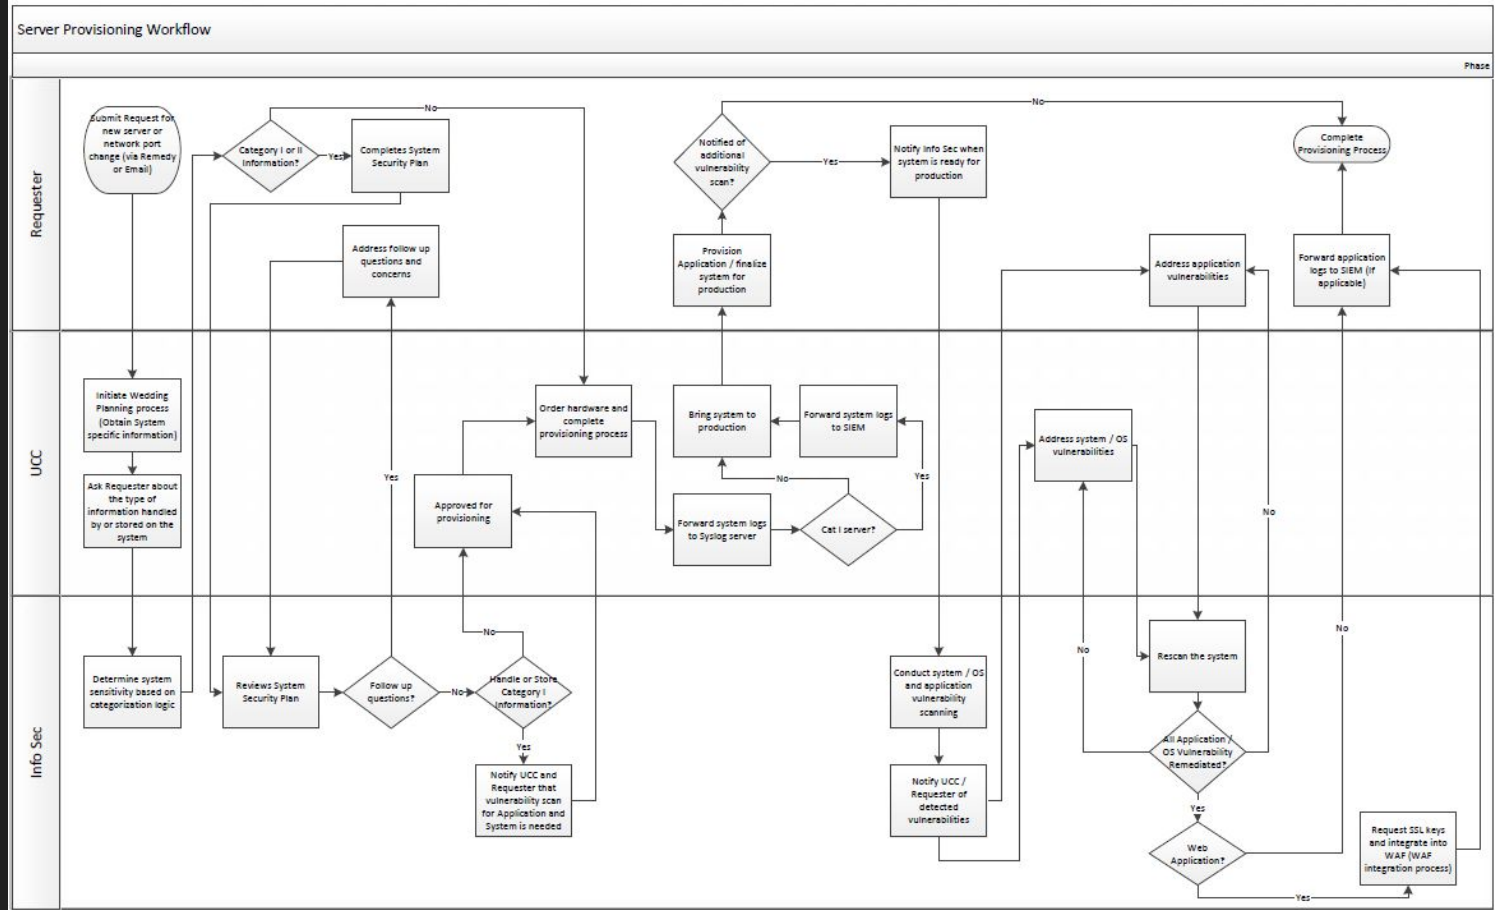 Server Provisioning Workflow
Phase
Requester
Submit Request for
new server or
network port
change (via Remedy
or Email)
Category I or II
Information?
No
Yes
Completes System
Security Plan
Address follow up
questions and
concerns
Notified of
additional
vulnerability
scan?
No
Yes
Notify Info Sec when
system is ready for
production
Complete
Provisioning Process
Provision
Application / finalize
system for
production
Address application
vulnerabilities
Forward application
logs to SIEM (if
applicable)
UCC
Initiate Wedding
Planning process
(Obtain System
specific information)
Ask Requester about
the type of
information handled
by or stored on the
system
Yes
Approved for
provisioning
Order hardware and
complete
provisioning process
Bring system to
production
Forward system logs
to SIEM
No
Yes
Forward system logs
to Syslog server
Cat I server?
Address system / OS
vulnerabilities
No
Info Sec
Determine system
sensitivity based on
categorization logic
Reviews System
Security Plan
Follow up
questions?
No
No
Handle or Store
Category I
Information?
Yes
Notify UCC and
Requester that
vulnerability scan
for Application and
System is needed
Conduct system / OS
and application
vulnerability
scanning
Notify UCC /
Requester of
detected
vulnerabilities
No
Rescan the system
All Application /
OS Vulnerability
Remediated?
Yes
Web
Application?
No
Yes
Request SSL keys
and integrate into
WAF (WAF
integration process)